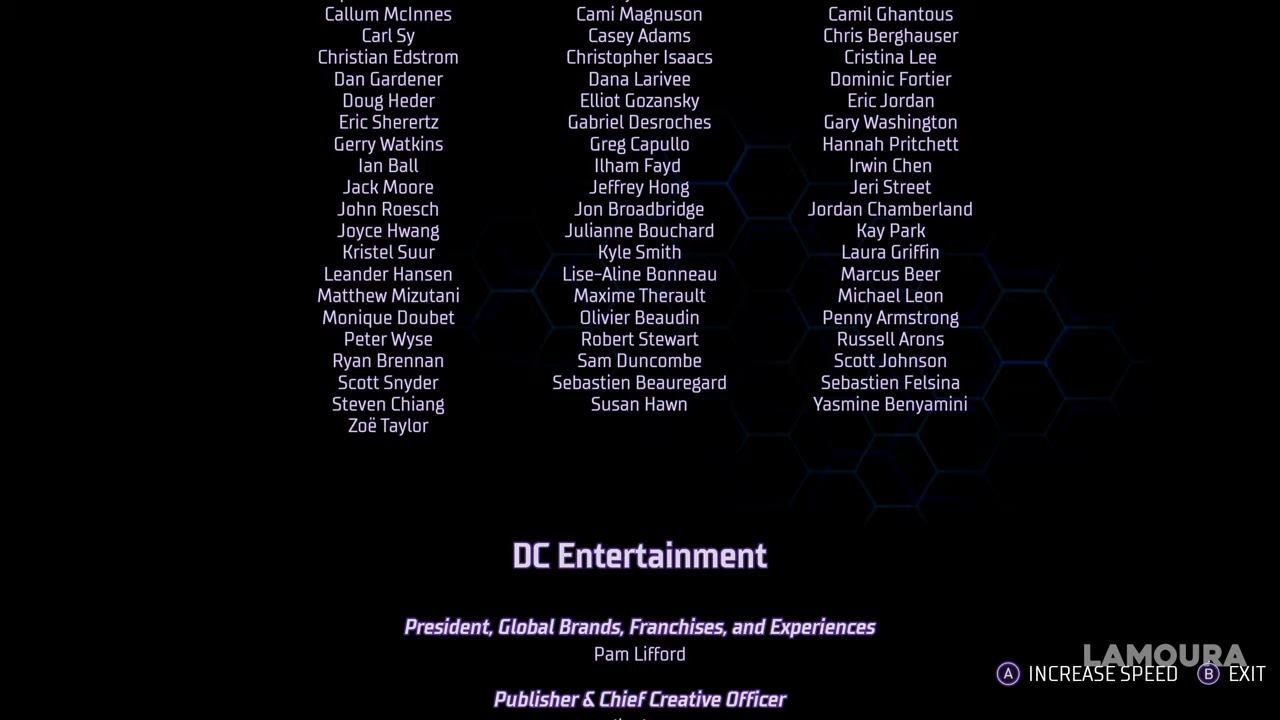 Callum McInnes Cami Magnuson Camil Ghantous
Carl Sy Casey Adams Chris Berghauser
Christian Edstrom Christopher Isaacs Cristina Lee
Dan Gardener Dana Larivee Dominic Fortier
Doug Heder Elliot Gozansky Eric Jordan
Eric Sherertz Gabriel Desroches Gary Washington
Gerry Watkins Greg Capullo Hannah Pritchett
Ian Ball Ilham Fayd Irwin Chen
Jack Moore Jeffrey Hong Jeri Street
John Roesch Jon Broadbridge Jordan Chamberland
Joyce Hwang Julianne Bouchard Kay Park
Kristel Suur Kyle Smith Laura Griffin
Leander Hansen Lise-Aline Bonneau Marcus Beer
Matthew Mizutani Maxime Therault Michael Leon
Monique Doubet Olivier Beaudin Penny Armstrong
Peter Wyse Robert Stewart Russell Arons
Ryan Brennan Sam Duncombe Scott Johnson
Scott Snyder Sebastien Beauregard Sebastien Felsina
Steven Chiang Susan Hawn Yasmine Benyamini
Zoë Taylor
DC Entertainment
President, Global Brands, Franchises, and Experiences
Pam Lifford
LAMOURA
A INCREASE SPEED B EXIT
Publisher & Chief Creative Officer